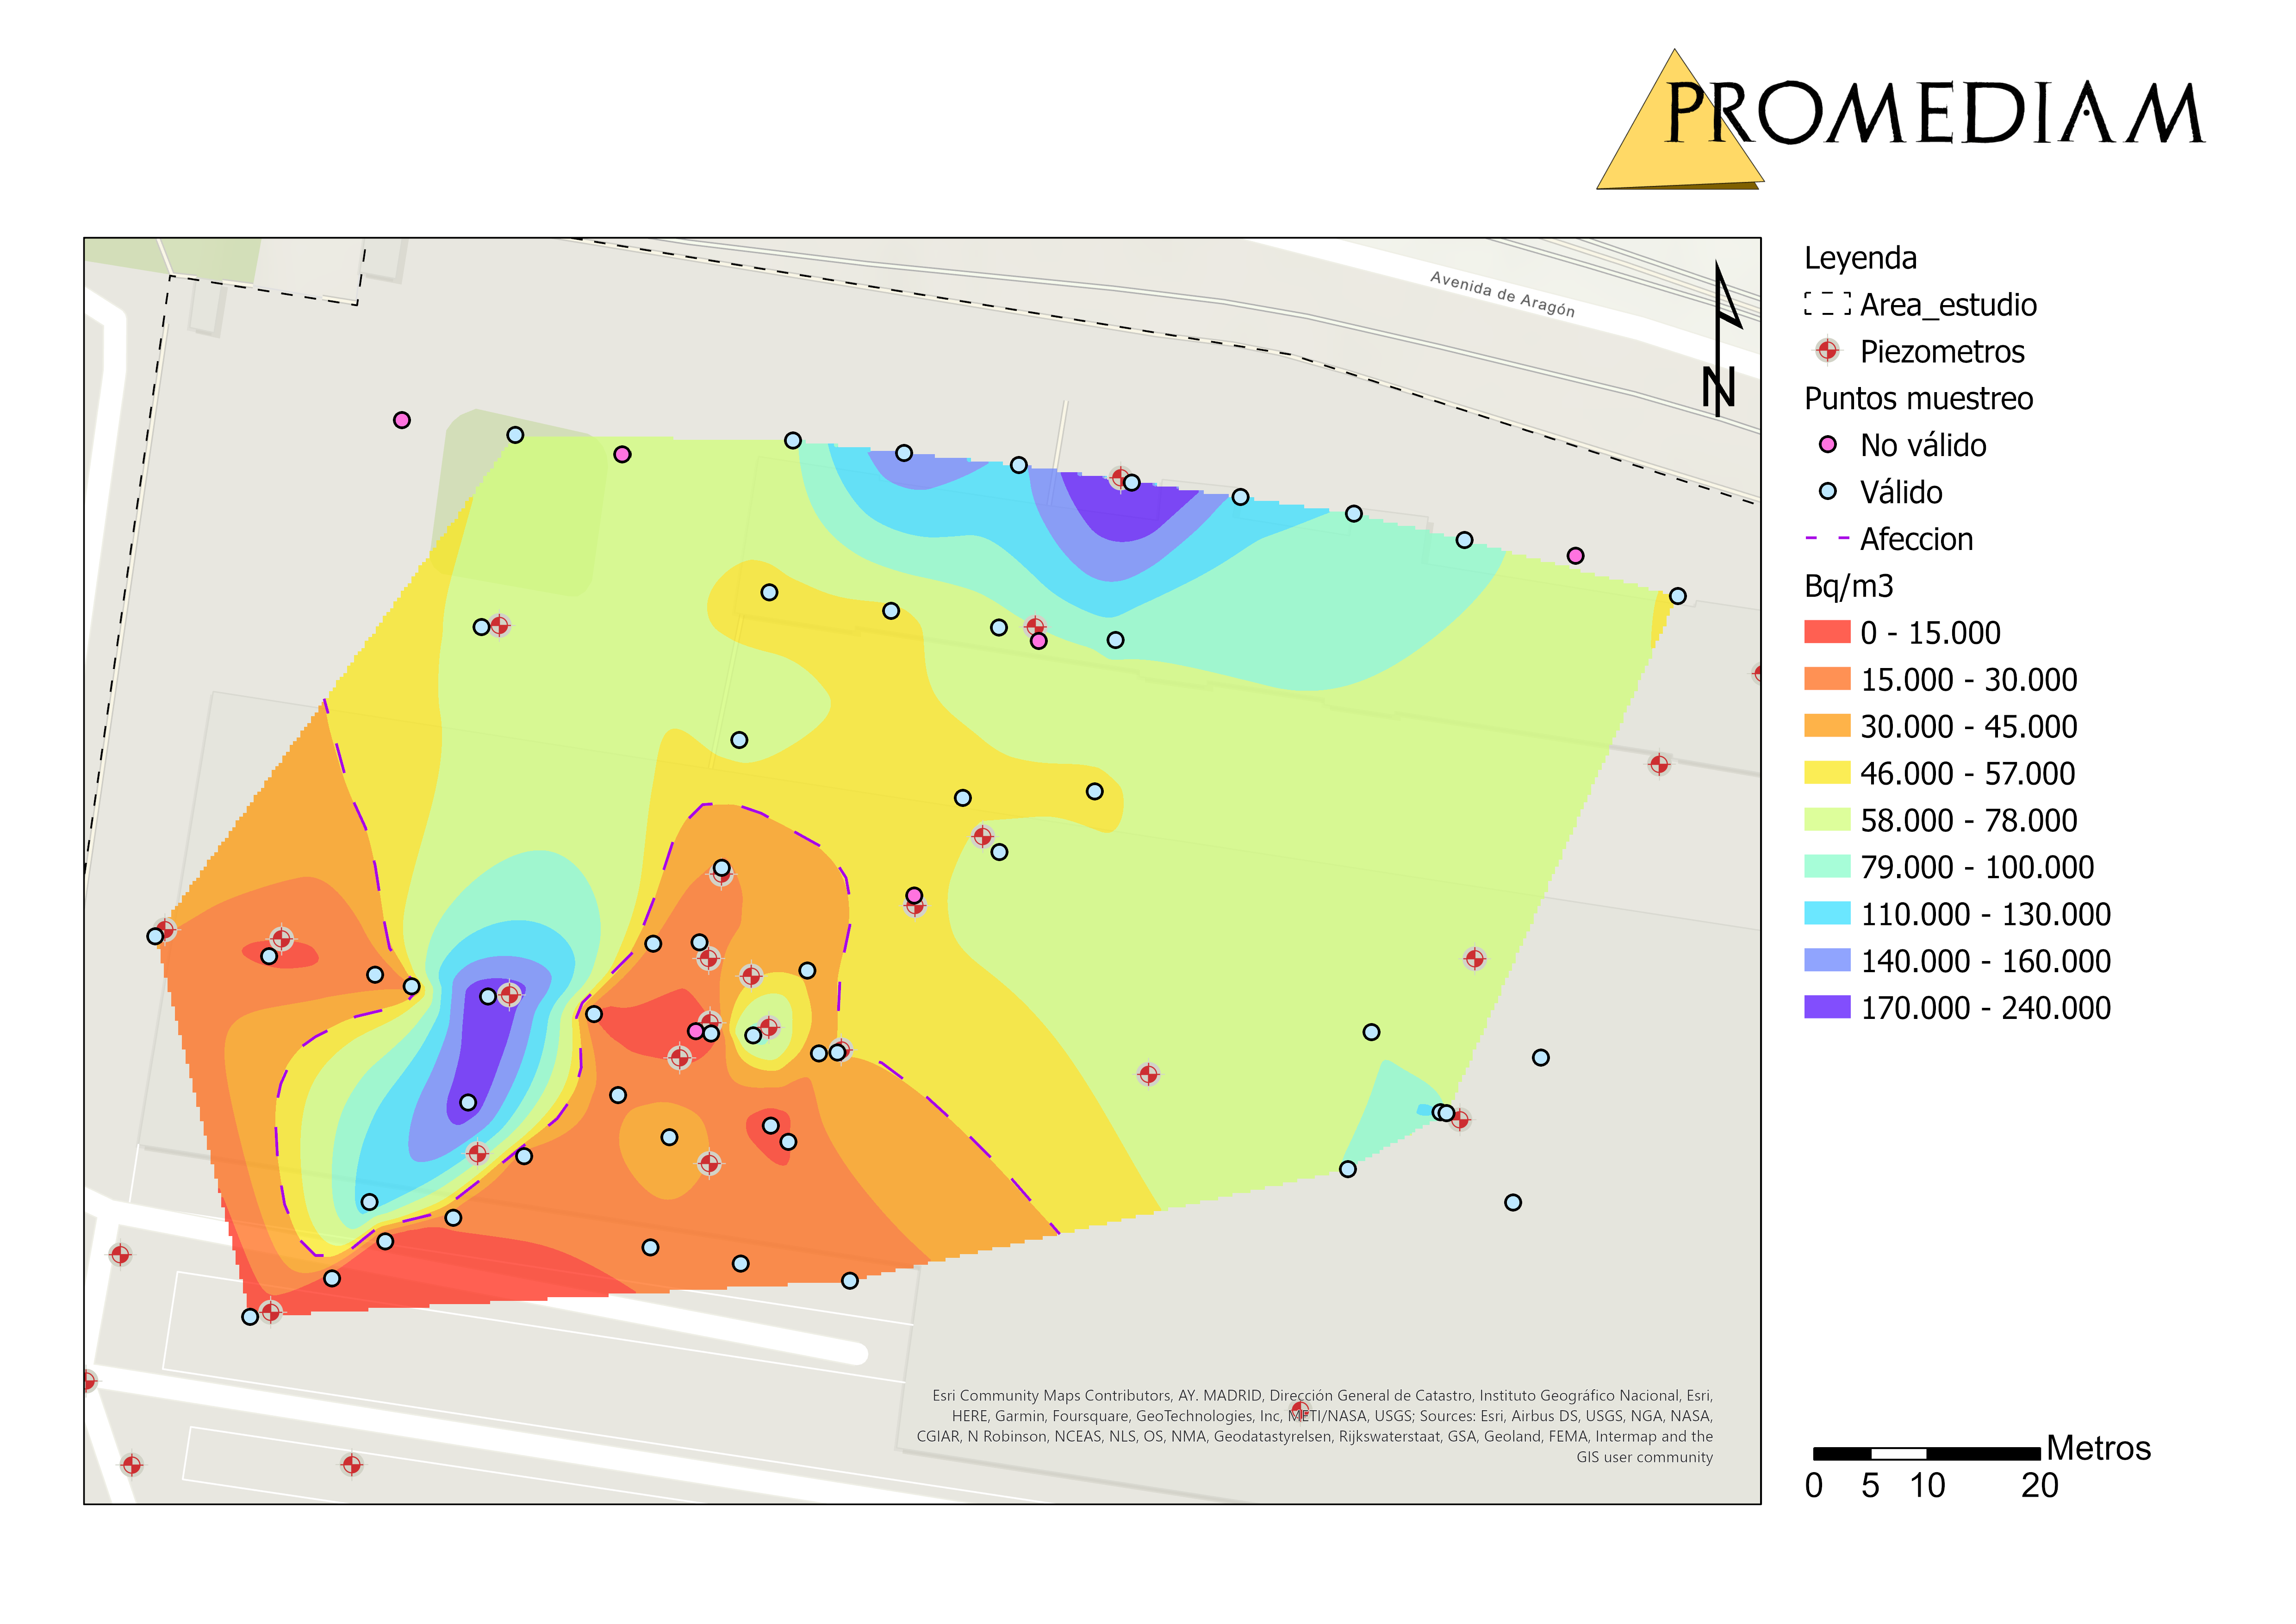 PROMEDIAM
Avenida de Aragón
N
Leyenda
Area_estudio
Piezometros
Puntos muestreo
No válido
Válido
Afeccion
Bq/m3
0 - 15.000
15.000 - 30.000
30.000 - 45.000
46.000 - 57.000
58.000 - 78.000
79.000 - 100.000
110.000 - 130.000
140.000 - 160.000
170.000 - 240.000
Esri Community Maps Contributors, AY. MADRID, Dirección General de Catastro, Instituto Geográfico Nacional, Esri,
HERE, Garmin, Foursquare, GeoTechnologies, Inc, METI/NASA, USGS; Sources: Esri, Airbus DS, USGS, NGA, NASA,
CGIAR, N Robinson, NCEAS, NLS, OS, NMA, Geodatastyrelsen, Rijkswaterstaat, GSA, Geoland, FEMA, Intermap and the
GIS user community
Metros
0 5 10 20